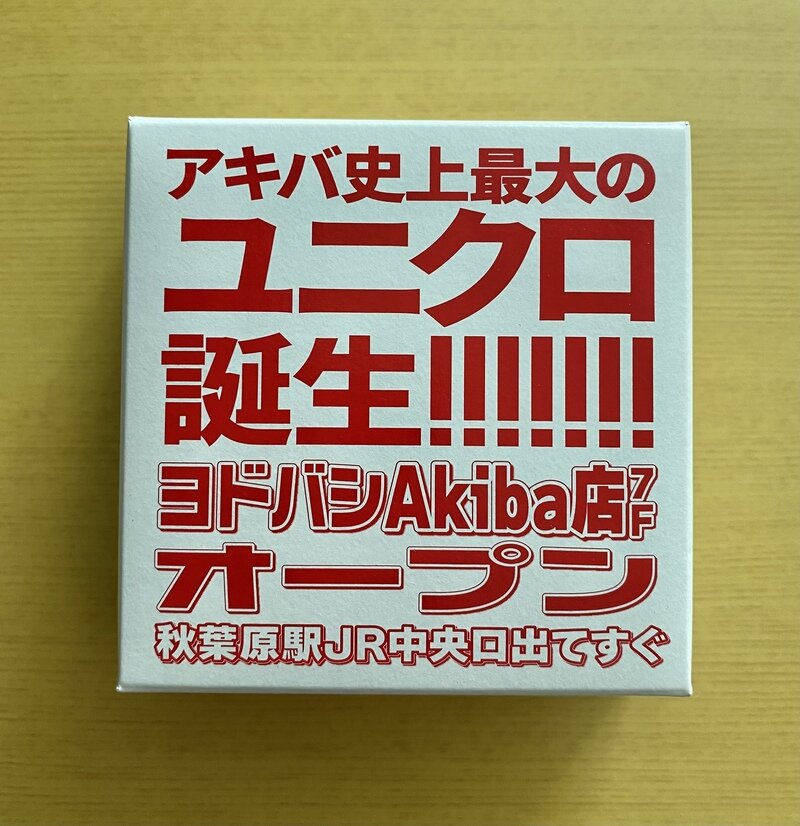 アキバ史上最大の
ユニクロ
誕生!!!!!!!
ヨドバシAkiba店7F
オープン
秋葉原駅JR中央口出てすぐ